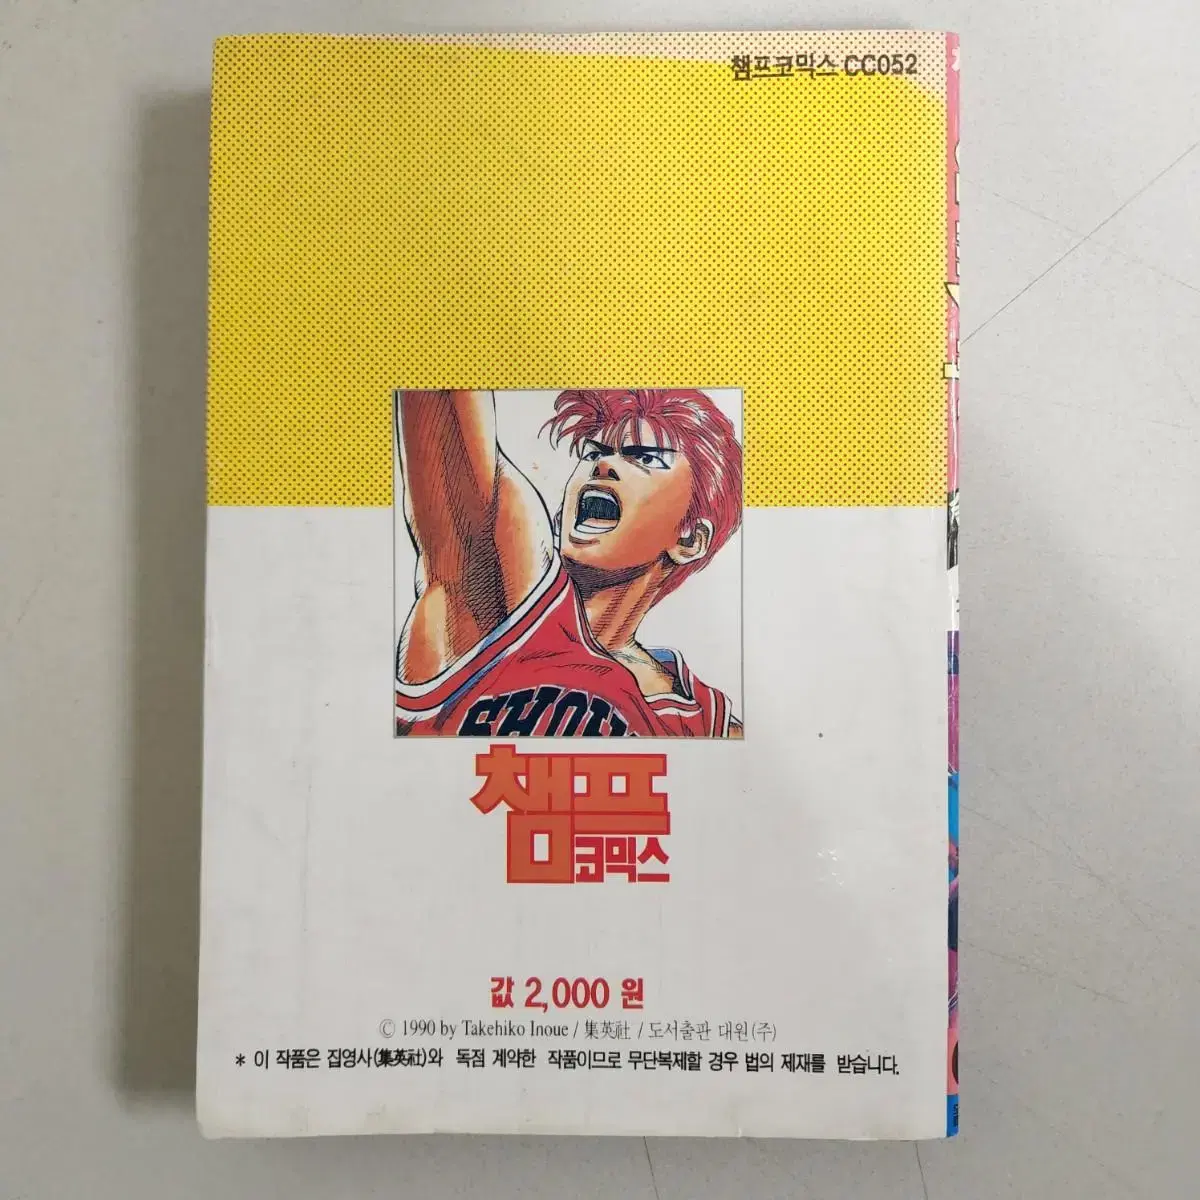 챔프코믹스 CC052
SHOH
챔프
코믹스
값 2,000 원
© 1990 by Takehiko Inoue / 集英社 / 도서출판 대원(주)
* 이 작품은 집영사(集英社)와 독점 계약한 작품이므로 무단복제할 경우 법의 제재를 받습니다.